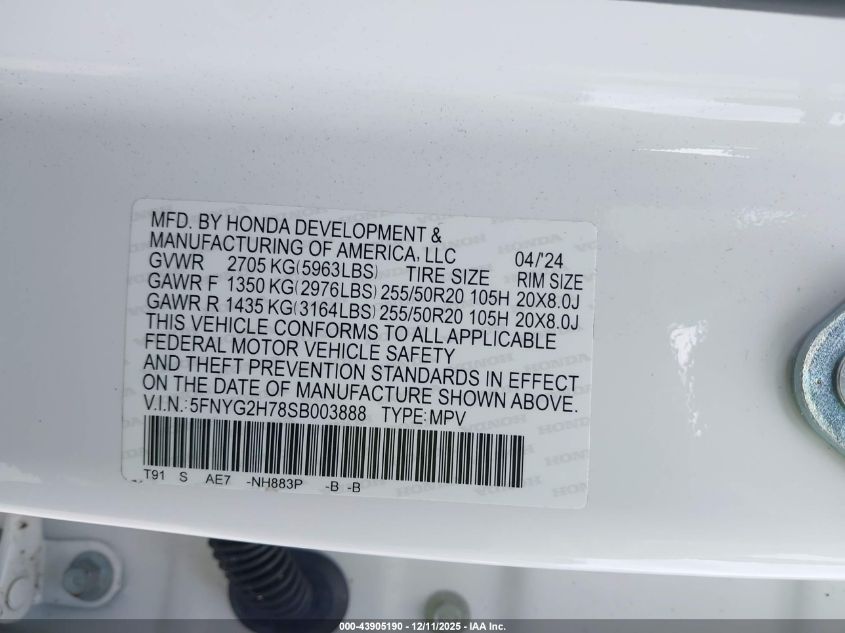 MFD. BY HONDA DEVELOPMENT &
MANUFACTURING OF AMERICA, LLC 04/'24
GVWR 2705 KG(5963LBS) TIRE SIZE RIM SIZE
GAWR F 1350 KG(2976LBS) 255/50R20 105H 20X8.0J
GAWR R 1435 KG(3164LBS) 255/50R20 105H 20X8.0J
THIS VEHICLE CONFORMS TO ALL APPLICABLE
FEDERAL MOTOR VEHICLE SAFETY
AND THEFT PREVENTION STANDARDS IN EFFECT
ON THE DATE OF MANUFACTURE SHOWN ABOVE.
V.I.N.:5FNYG2H78SB003888 TYPE:MPV
T91 S AE7 -NH883P -B -B
000-43905190 - 12/11/2025 - IAA Inc.